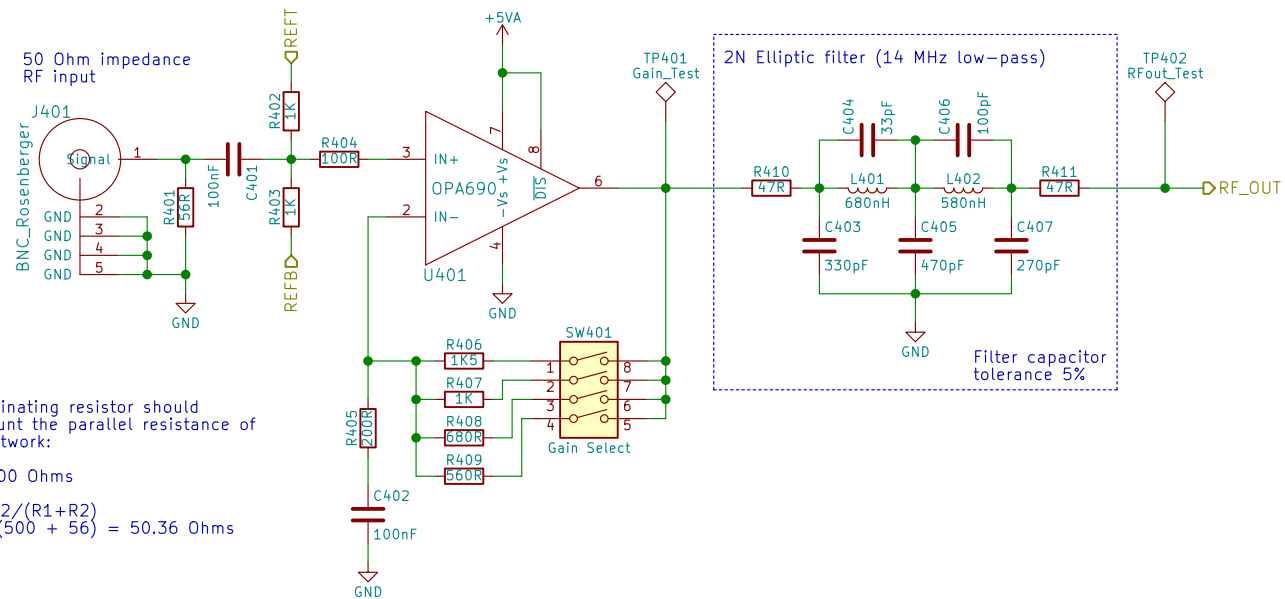 50 Ohm impedance
RF input
J401
BNC_Rosenberger
Signal
1
GND 2
GND 3
GND 4
GND 5
R401
56R
GND
100nF
C401
REFT
R402
1K
R403
1K
REFB
R404
100R
+5VA
3
IN+
2
IN-
OPA690
7
+Vs
-Vs
4
8
DIS
6
U401
GND
TP401
Gain_Test
SW401
R406
1K5
R407
1K
R408
680R
R409
560R
1
2
3
4
8
7
6
5
Gain Select
R405
200R
C402
100nF
GND
2N Elliptic filter (14 MHz low-pass)
C404
33pF
C406
100pF
R410
47R
L401
680nH
L402
580nH
R411
47R
C403
330pF
C405
470pF
C407
270pF
GND
Filter capacitor
tolerance 5%
TP402
RFout_Test
RF_OUT
inating resistor should
unt the parallel resistance of
twork:
00 Ohms
2/(R1+R2)
(500 + 56) = 50.36 Ohms